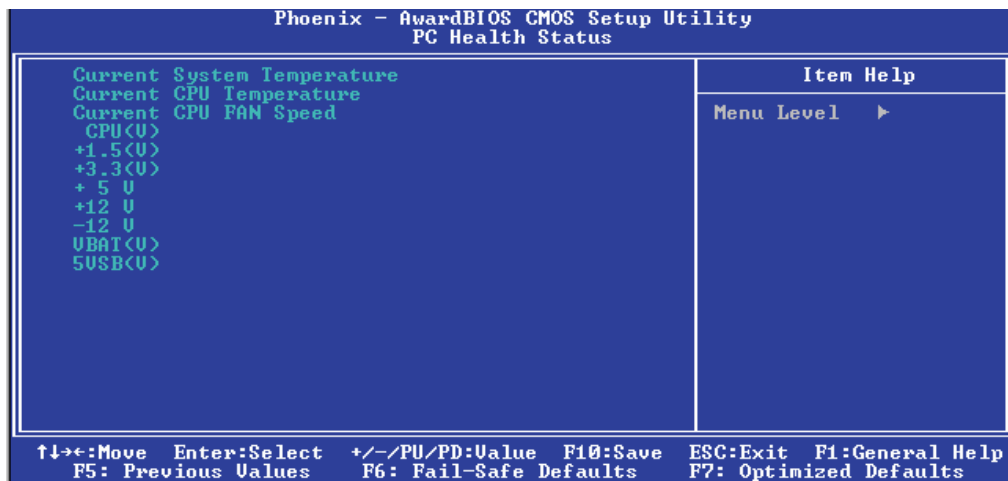 Phoenix - AwardBIOS CMOS Setup Utility
PC Health Status
Current System Temperature
Current CPU Temperature
Current CPU FAN Speed
CPU(V)
+1.5(V)
+3.3(V)
+ 5 V
+12 V
-12 V
VBAT(V)
5VSB(V)
Item Help
Menu Level ►
↑↓→←:Move Enter:Select +/-/PU/PD:Value F10:Save ESC:Exit F1:General Help
F5: Previous Values F6: Fail-Safe Defaults F7: Optimized Defaults